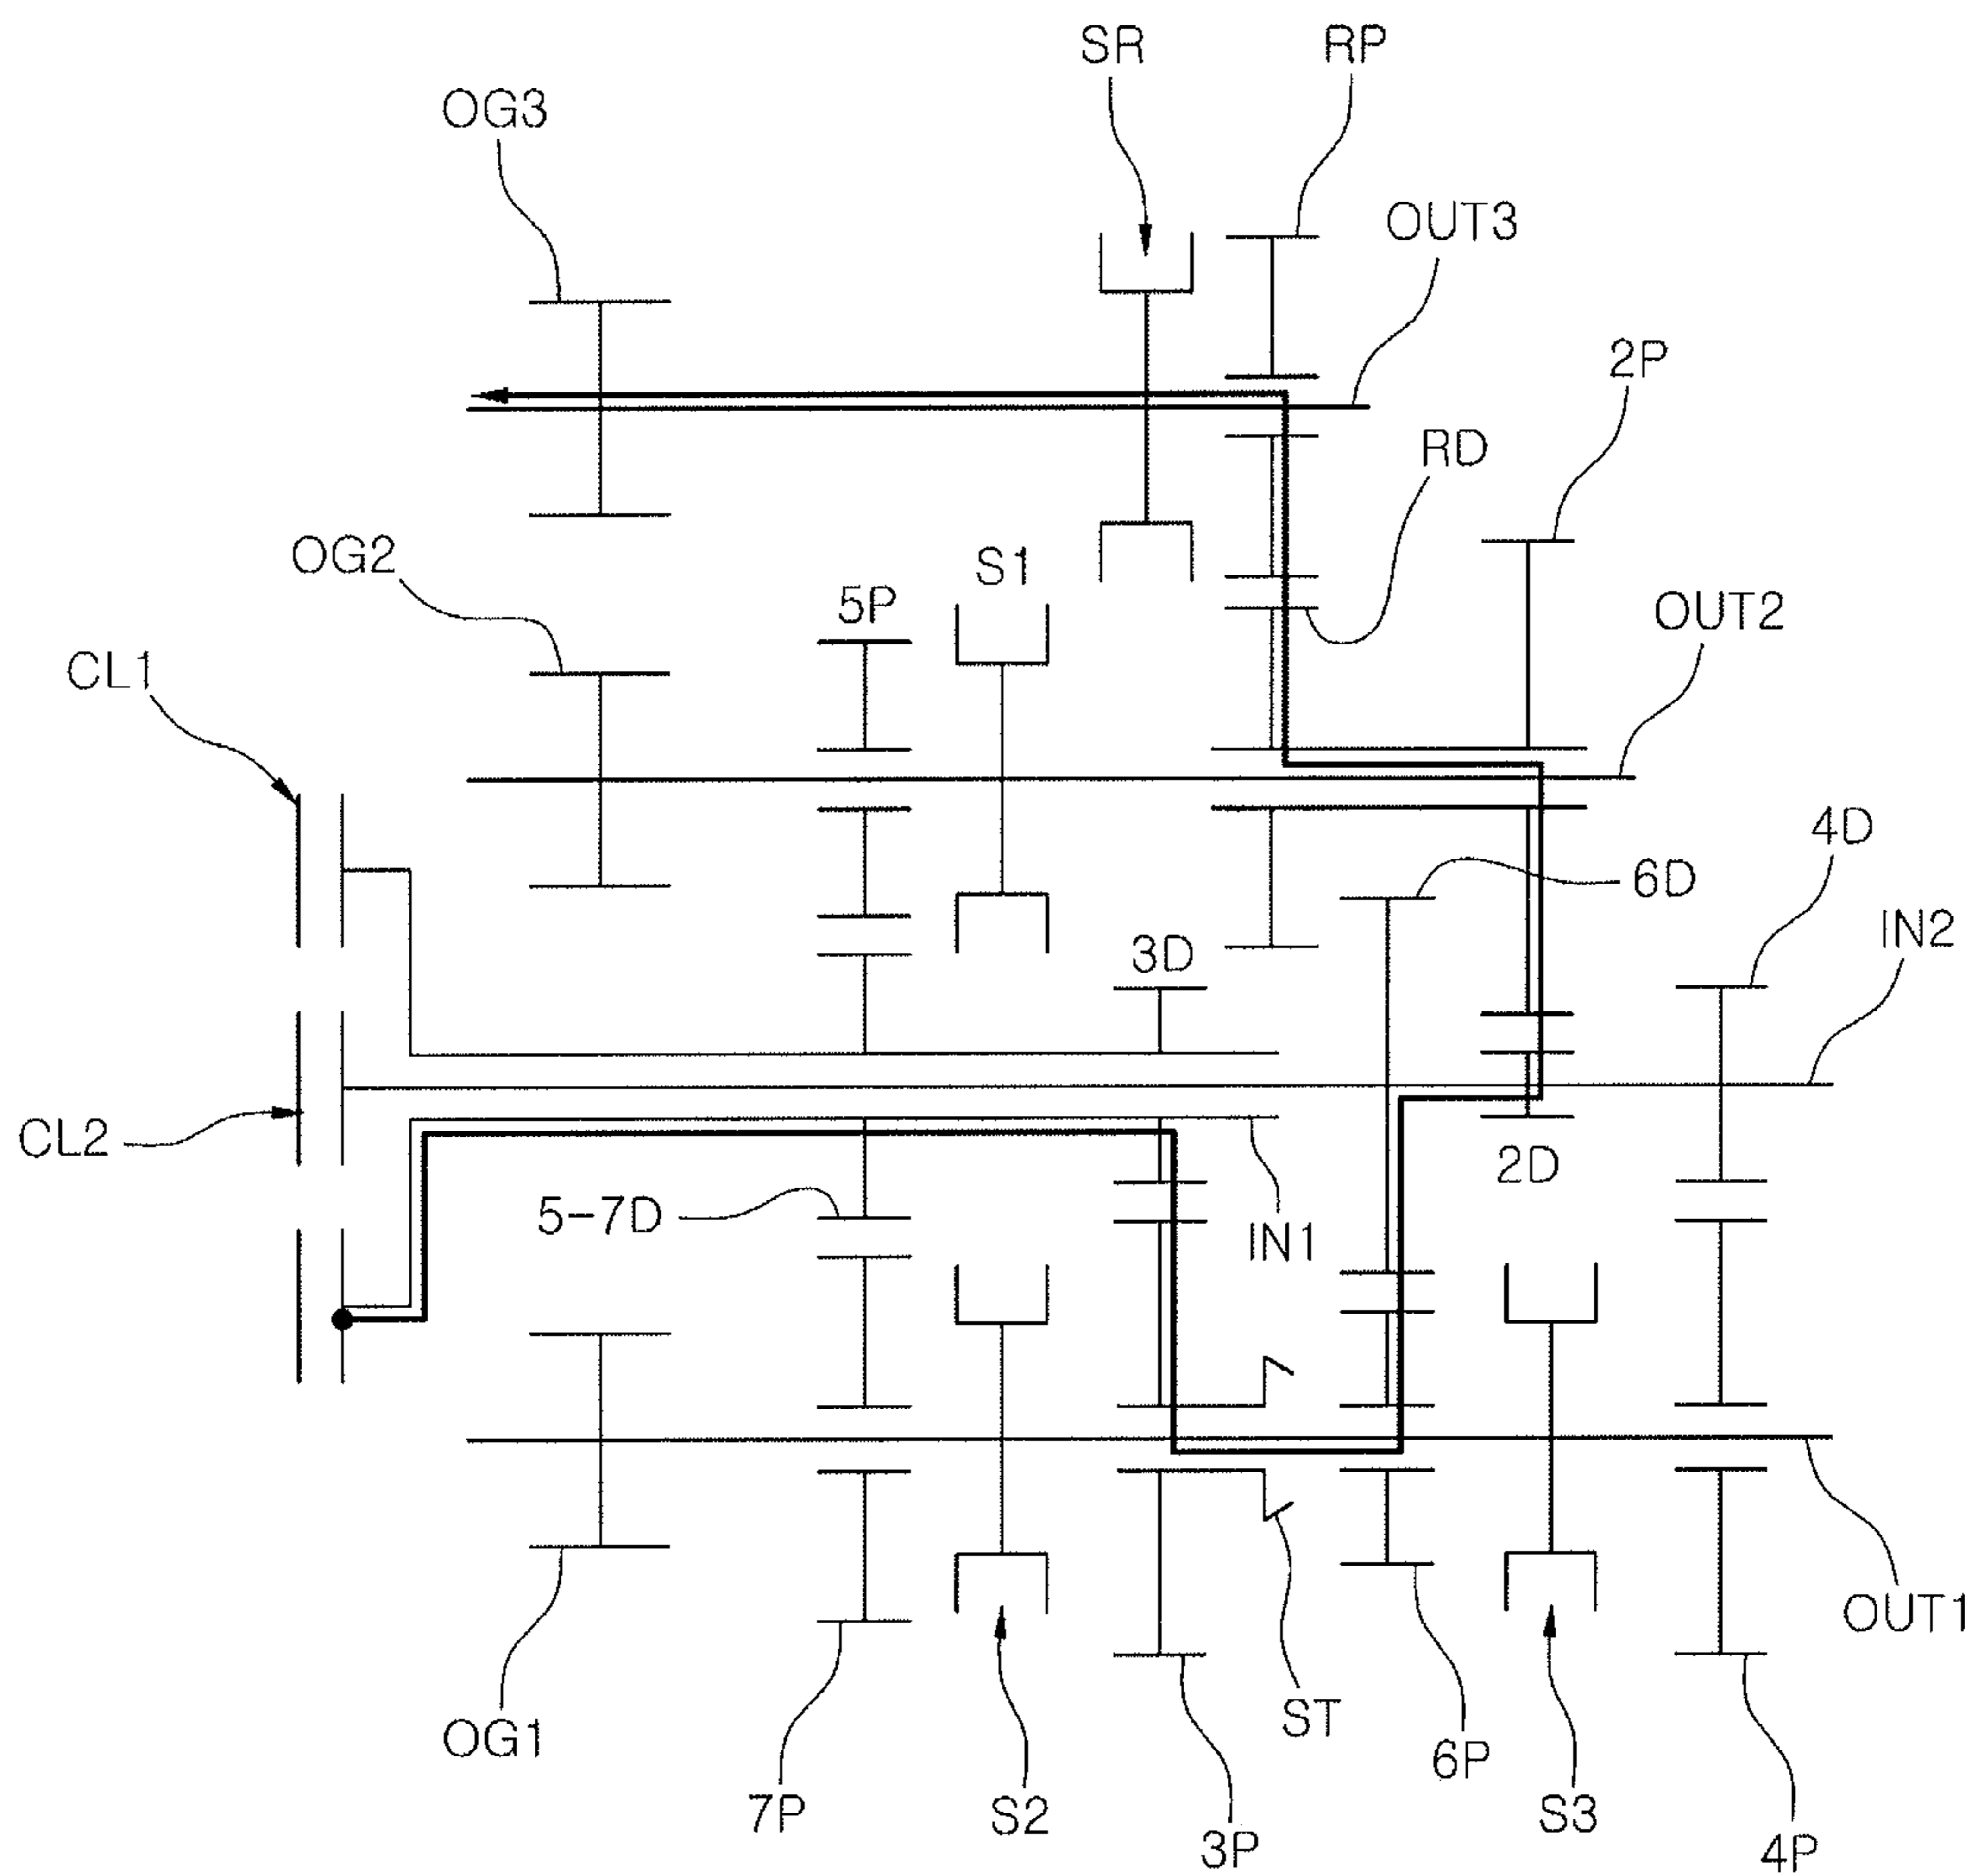 SR
RP
OG3
OUT3
2P
RD
OG2
S1
5P
OUT2
CL1
4D
6D
IN2
3D
CL2
2D
5-7D
IN1
OUT1
ST
OG1
6P
7P
S2
S3
3P
4P